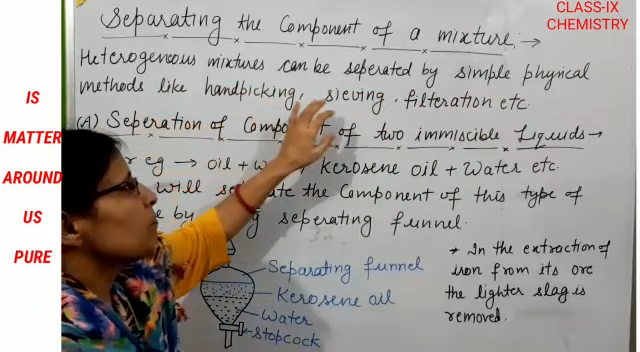 CLASS-IX
CHEMISTRY
IS
MATTER
AROUND
US
PURE
Separating the Component of a mixture:→
Heterogeneous mixtures can be seperated by simple physical
methods like handpicking, sieving, filteration etc.
(A) Seperation of Component of two immiscible Liquids→
eg → oil + Kerosene oil + Water etc.
will the Component of this type of
by seperating funnel.
Separating funnel
Kerosene oil
Water
Stopcock
* In the extraction of
iron from its ore
the lighter slag is
removed.